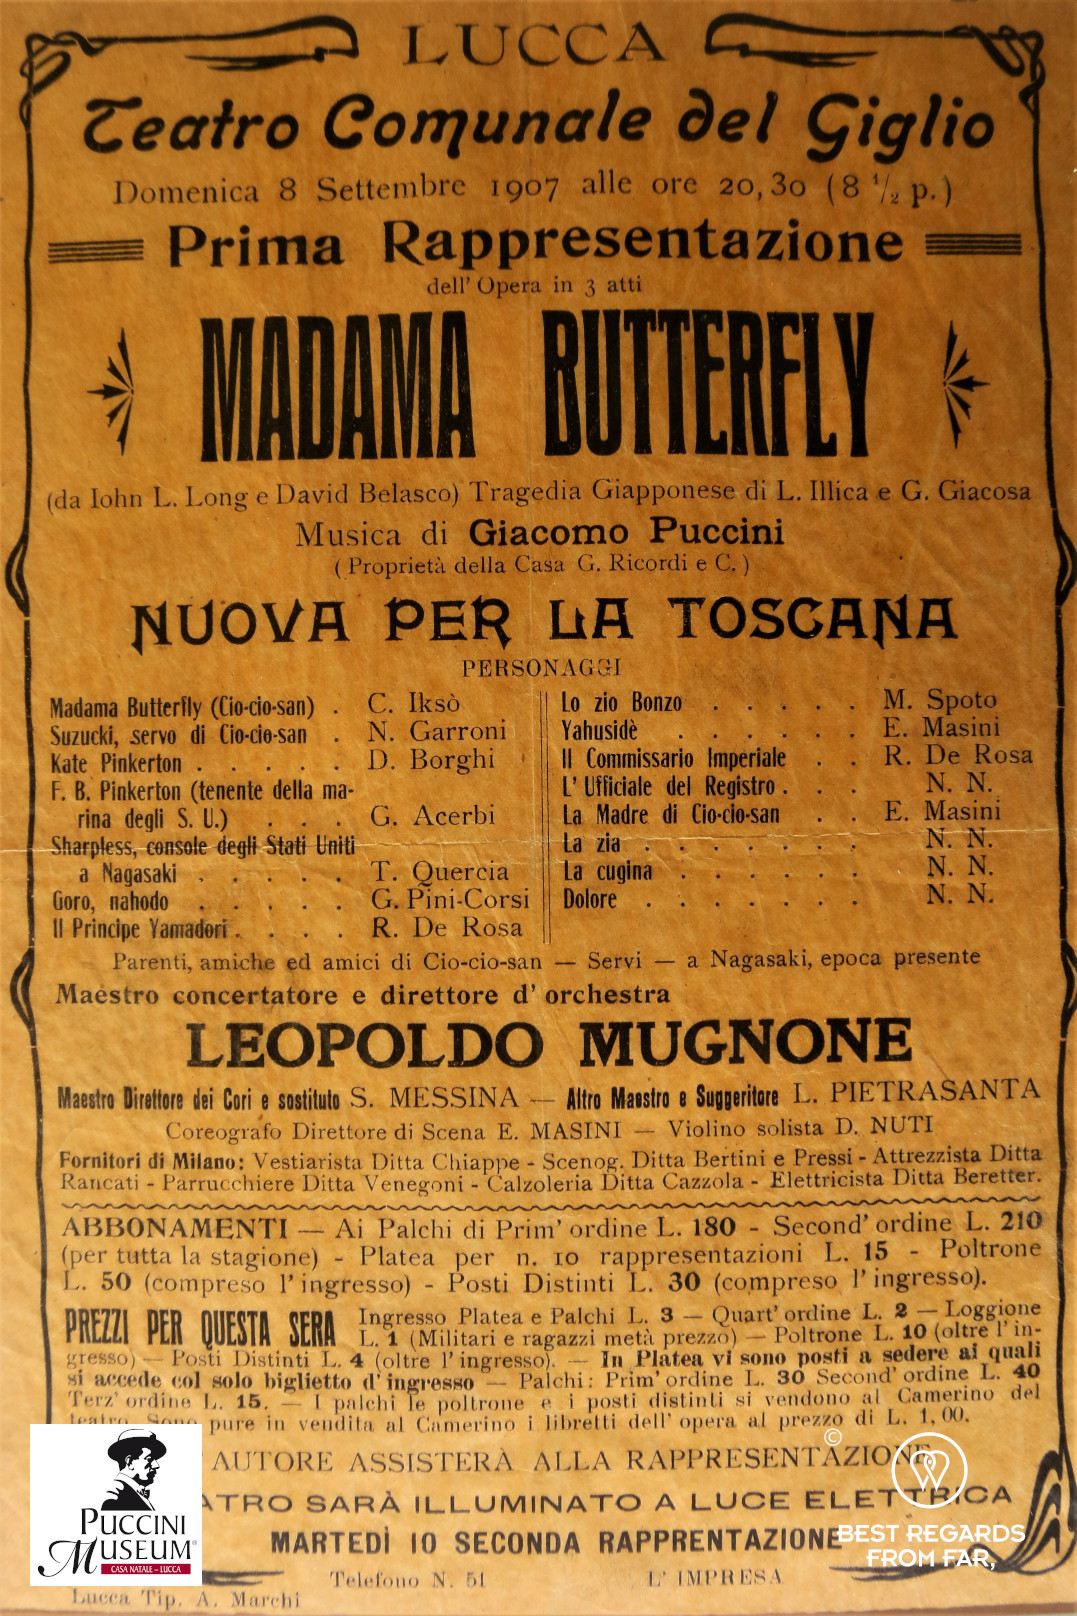 LUCCA
Teatro Comunale del Giglio
Domenica 8 Settembre 1907 alle ore 20,30 (8 1/2 p.)
Prima Rappresentazione
dell' Opera in 3 atti
MADAMA BUTTERFLY
(da Iohn L. Long e David Belasco) Tragedia Giapponese di L. Illica e G. Giacosa
Musica di Giacomo Puccini
(Proprietà della Casa G. Ricordi e C.)
NUOVA PER LA TOSCANA
PERSONAGGI
Madama Butterfly (Cio-cio-san) . C. Iksò
Suzucki, servo di Cio-cio-san . N. Garroni
Kate Pinkerton . . . . . D. Borghi
F. B. Pinkerton (tenente della ma-
rina degli S. U.) . . . G. Acerbi
Sharpless, console degli Stati Uniti
a Nagasaki . . . . . T. Quercia
Goro, nahodo . . . . . G. Pini-Corsi
Il Principe Yamadori . . . . R. De Rosa
Lo zio Bonzo . . . . . M. Spoto
Yahusidè . . . . . . E. Masini
Il Commissario Imperiale . . R. De Rosa
L' Ufficiale del Registro . . . N. N.
La Madre di Cio-cio-san . . E. Masini
La zia . . . . . . . N. N.
La cugina . . . . . . N. N.
Dolore . . . . . . . N. N.
Parenti, amiche ed amici di Cio-cio-san — Servi — a Nagasaki, epoca presente
Maestro concertatore e direttore d' orchestra
LEOPOLDO MUGNONE
Maestro Direttore dei Cori e sostituto S. MESSINA — Altro Maestro e Suggeritore L. PIETRASANTA
Coreografo Direttore di Scena E. MASINI — Violino solista D. NUTI
Fornitori di Milano: Vestiarista Ditta Chiappe - Scenog. Ditta Bertini e Pressi - Attrezzista Ditta
Rancati - Parrucchiere Ditta Venegoni - Calzoleria Ditta Cazzola - Elettricista Ditta Beretter.
ABBONAMENTI — Ai Palchi di Prim' ordine L. 180 - Second' ordine L. 210
(per tutta la stagione) - Platea per n. 10 rappresentazioni L. 15 - Poltrone
L. 50 (compreso l' ingresso) - Posti Distinti L. 30 (compreso l' ingresso).
PREZZI PER QUESTA SERA Ingresso Platea e Palchi L. 3 — Quart' ordine L. 2 — Loggione
L. 1 (Militari e ragazzi metà prezzo) — Poltrone L. 10 (oltre l' in-
gresso) — Posti Distinti L. 4 (oltre l' ingresso). — In Platea vi sono posti a sedere ai quali
si accede col solo biglietto d' ingresso — Palchi: Prim' ordine L. 30 Second' ordine L. 40
Terz' ordine L. 15. — I palchi le poltrone e i posti distinti si vendono al Camerino del
teatro. Sono pure in vendita al Camerino i libretti dell' opera al prezzo di L. 1,00.
AUTORE ASSISTERÀ ALLA RAPPRESENTAZIONE
ATRO SARÀ ILLUMINATO A LUCE ELETTRICA
MARTEDÌ 10 SECONDA RAPPRENTAZIONE
Telefono N. 51 L' IMPRESA
Lucca Tip. A. Marchi
PUCCINI
MUSEUM®
CASA NATALE - LUCCA
©
BEST REGARDS
FROM FAR,